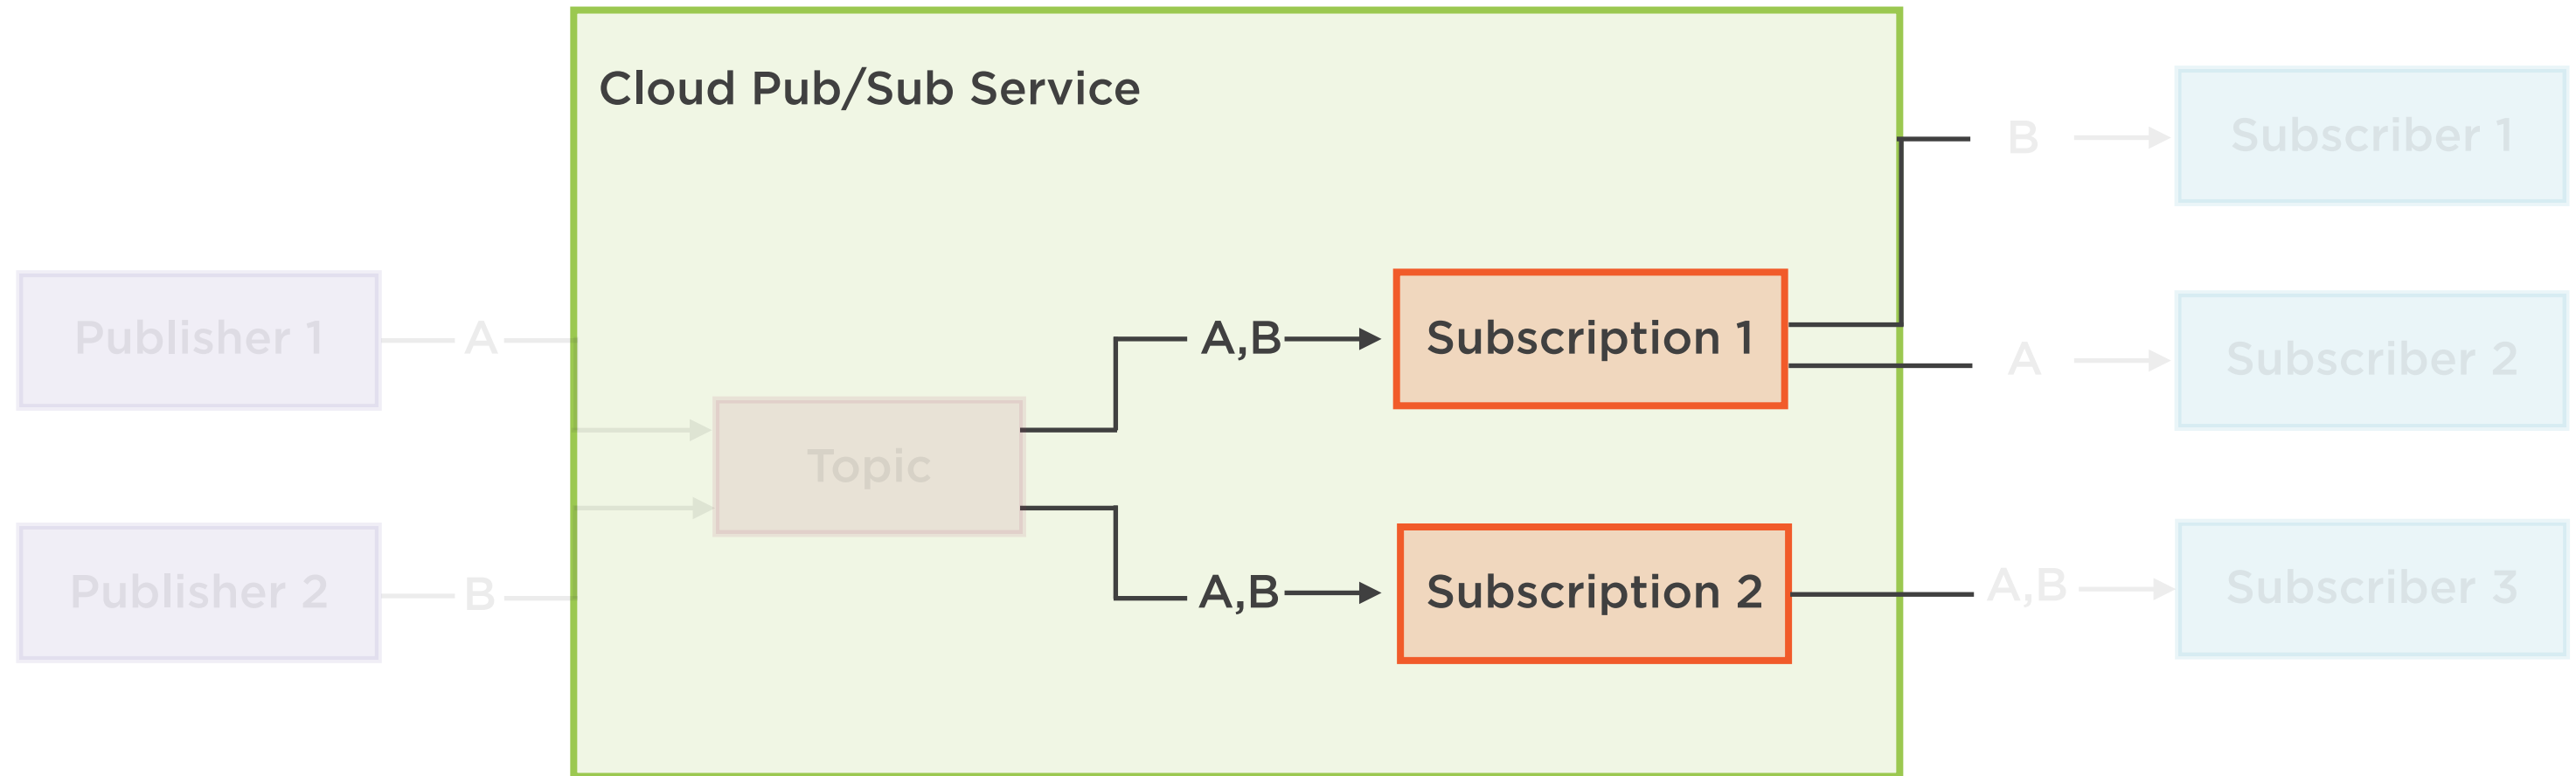 Cloud Pub/Sub Service
B
Subscriber 1
Publisher 1
A
A,B
Subscription 1
A
Subscriber 2
Topic
Publisher 2
B
A,B
Subscription 2
A,B
Subscriber 3